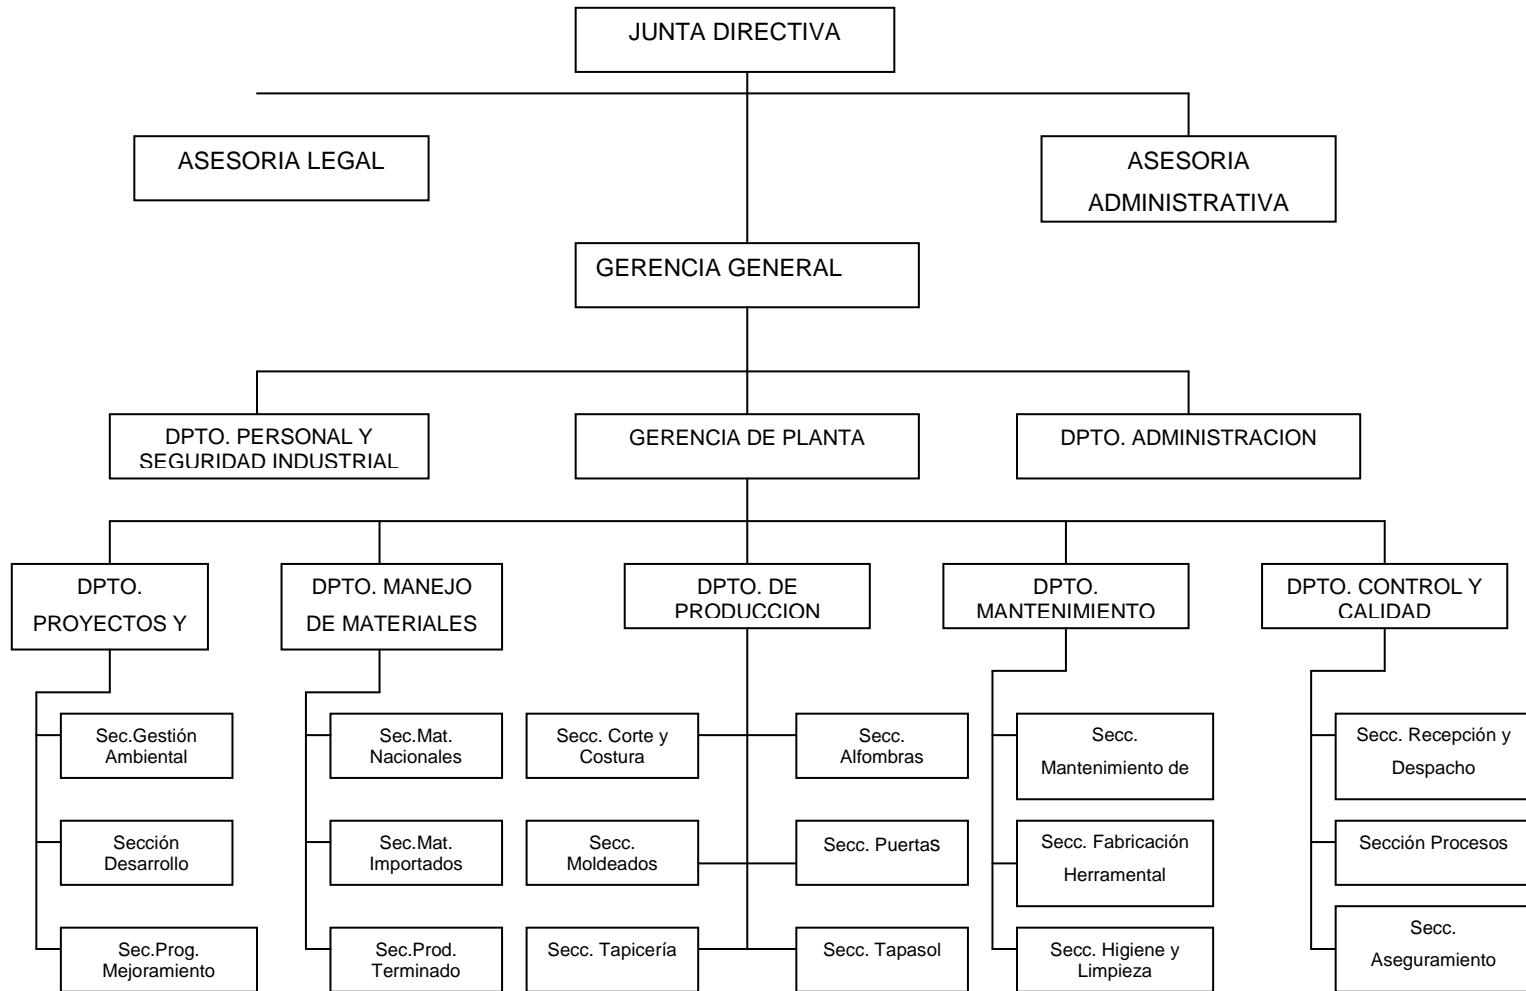 JUNTA DIRECTIVA
ASESORIA LEGAL
ASESORIA
ADMINISTRATIVA
GERENCIA GENERAL
DPTO. PERSONAL Y
SEGURIDAD INDUSTRIAL
GERENCIA DE PLANTA
DPTO. ADMINISTRACION
DPTO.
PROYECTOS Y
DPTO. MANEJO
DE MATERIALES
DPTO. DE
PRODUCCION
DPTO.
MANTENIMIENTO
DPTO. CONTROL Y
CALIDAD
Sec.Gestión
Ambiental
Sec.Mat.
Nacionales
Secc. Corte y
Costura
Secc.
Alfombras
Secc.
Mantenimiento de
Secc. Recepción y
Despacho
Sección
Desarrollo
Sec.Mat.
Importados
Secc.
Moldeados
Secc. Puertas
Secc. Fabricación
Herramental
Sección Procesos
Sec.Prog.
Mejoramiento
Sec.Prod.
Terminado
Secc. Tapicería
Secc. Tapasol
Secc. Higiene y
Limpieza
Secc.
Aseguramiento